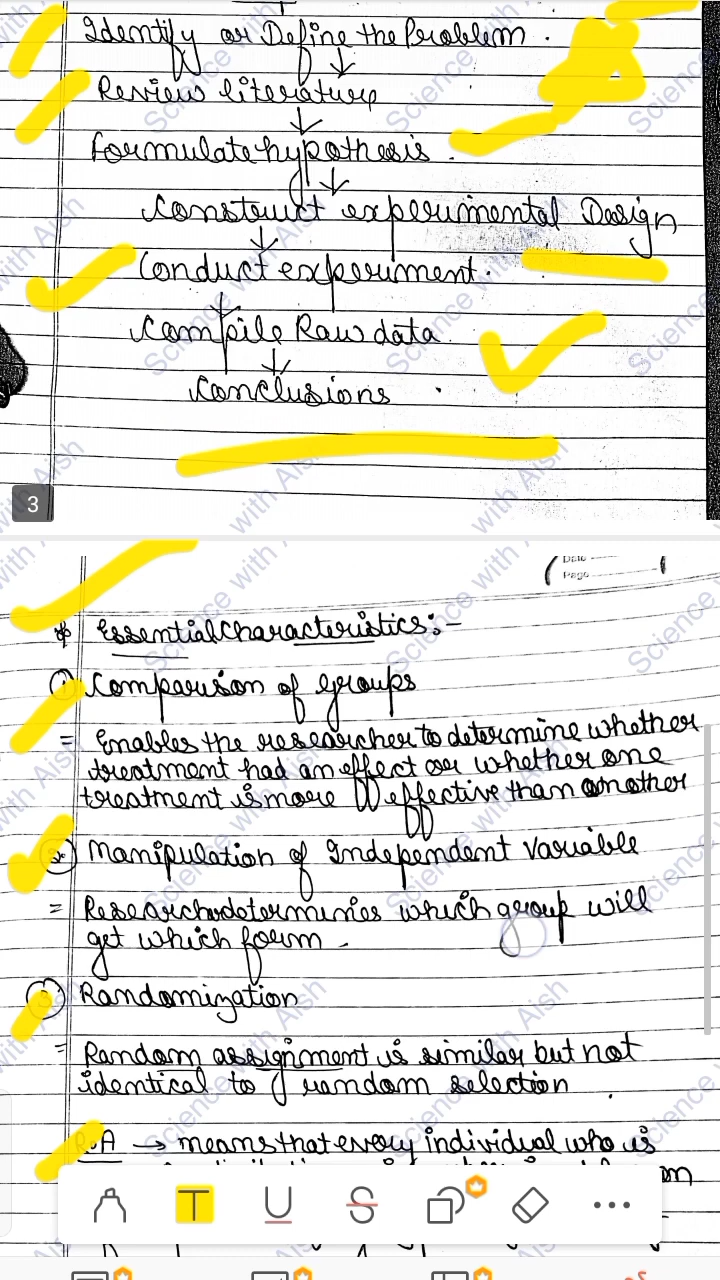 Identify or Define the Problem.
↓
Review literature
↓
Formulate hypothesis.
↓
Construct experimental Design
↓
Conduct experiment.
↓
Compile Raw data
↓
Conclusions.
3
Date
Page
* Essential Characteristics:-
① Comparison of groups
= Enables the researcher to determine whether
treatment had an effect or whether one
treatment is more effective than another
② Manipulation of Independent Variable
= Researcher determines which group will
get which form.
③ Randomization
= Random assignment is similar but not
identical to random selection.
R.A → means that every individual who is
Science with Aish